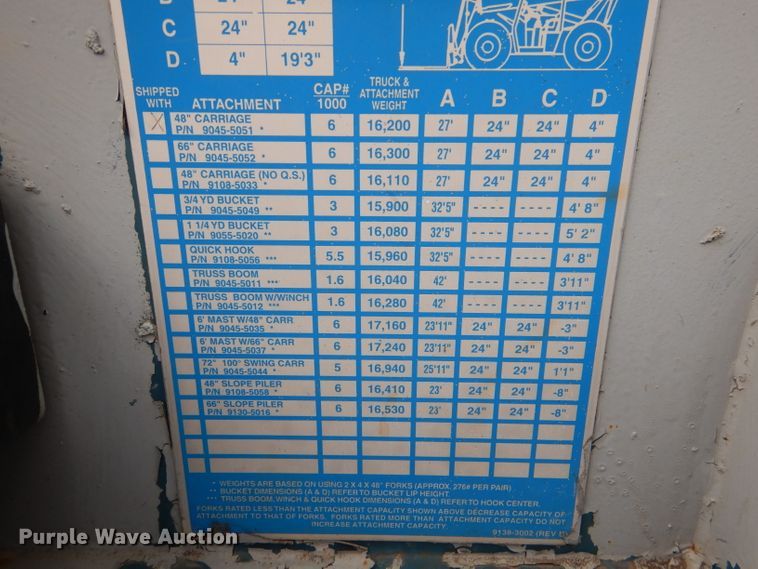 24"
C 24" 24"
D 4" 19'3"
SHIPPED WITH ATTACHMENT CAP# 1000 TRUCK & ATTACHMENT WEIGHT A B C D
X 48" CARRIAGE P/N 9045-5051 * 6 16,200 27' 24" 24" 4"
66" CARRIAGE P/N 9045-5052 * 6 16,300 27' 24" 24" 4"
48" CARRIAGE (NO Q.S.) P/N 9108-5033 * 6 16,110 27' 24" 24" 4"
3/4 YD BUCKET P/N 9045-5049 ** 3 15,900 32'5" ---- ---- 4' 8"
1 1/4 YD BUCKET P/N 9055-5020 ** 3 16,080 32'5" ---- ---- 5' 2"
QUICK HOOK P/N 9108-5056 *** 5.5 15,960 32'5" ---- ---- 4' 8"
TRUSS BOOM P/N 9045-5011 *** 1.6 16,040 42' ---- ---- 3'11"
TRUSS BOOM W/WINCH P/N 9045-5012 *** 1.6 16,280 42' ---- ---- 3'11"
6' MAST W/48" CARR P/N 9045-5035 * 6 17,160 23'11" 24" 24" -3"
6' MAST W/66" CARR P/N 9045-5037 * 6 17,240 23'11" 24" 24" -3"
72" 100° SWING CARR P/N 9045-5044 * 5 16,940 25'11" 24" 24" 1'1"
48" SLOPE PILER P/N 9108-5058 * 6 16,410 23' 24" 24" -8"
66" SLOPE PILER P/N 9130-5016 * 6 16,530 23' 24" 24" -8"
* WEIGHTS ARE BASED ON USING 2 X 4 X 48" FORKS (APPROX. 276# PER PAIR)
** BUCKET DIMENSIONS (A & D) REFER TO BUCKET LIP HEIGHT.
*** TRUSS BOOM, WINCH & QUICK HOOK DIMENSIONS (A & D) REFER TO HOOK CENTER.
FORKS RATED LESS THAN THE ATTACHMENT CAPACITY SHOWN ABOVE DECREASE CAPACITY OF
ATTACHMENT TO THAT OF FORKS. FORKS RATED MORE THAN ATTACHMENT CAPACITY DO NOT
INCREASE ATTACHMENT CAPACITY.
9138-3002 (REV
Purple Wave Auction